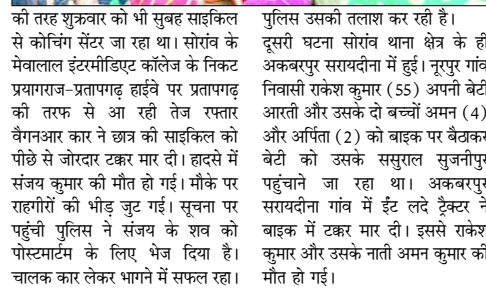 की तरह शुक्रवार को भी सुबह साइकिल
से कोचिंग सेंटर जा रहा था। सोरांव के
मेवालाल इंटरमीडिएट कॉलेज के निकट
प्रयागराज-प्रतापगढ़ हाईवे पर प्रतापगढ़
की तरफ से आ रही तेज रफ्तार
वैगनआर कार ने छात्र की साइकिल को
पीछे से जोरदार टक्कर मार दी। हादसे में
संजय कुमार की मौत हो गई। मौके पर
राहगीरों की भीड़ जुट गई। सूचना पर
पहुंची पुलिस ने संजय के शव को
पोस्टमार्टम के लिए भेज दिया है।
चालक कार लेकर भागने में सफल रहा।
पुलिस उसकी तलाश कर रही है।
दूसरी घटना सोरांव थाना क्षेत्र के ही
अकबरपुर सरायदीना में हुई। नूरपुर गांव
निवासी राकेश कुमार (55) अपनी बेटी
आरती और उसके दो बच्चों अमन (4)
और अर्पिता (2) को बाइक पर बैठाकर
बेटी को उसके ससुराल सुजनीपुर
पहुंचाने जा रहा था। अकबरपुर
सरायदीना गांव में ईंट लदे ट्रैक्टर ने
बाइक में टक्कर मार दी। इससे राकेश
कुमार और उसके नाती अमन कुमार की
मौत हो गई।